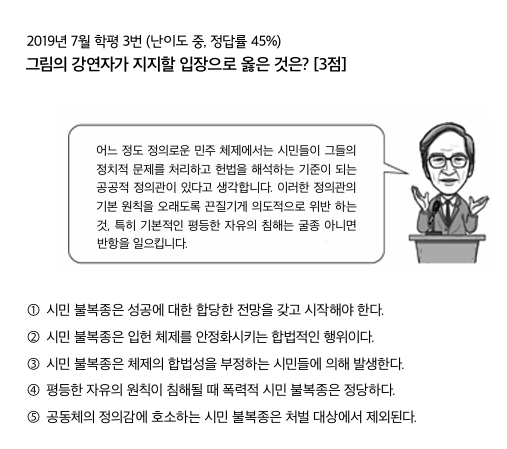 2019년 7월 학평 3번 (난이도 중, 정답률 45%)
그림의 강연자가 지지할 입장으로 옳은 것은? [3점]
어느 정도 정의로운 민주 체제에서는 시민들이 그들의
정치적 문제를 처리하고 헌법을 해석하는 기준이 되는
공공적 정의관이 있다고 생각합니다. 이러한 정의관의
기본 원칙을 오래도록 끈질기게 의도적으로 위반 하는
것, 특히 기본적인 평등한 자유의 침해는 굴종 아니면
반항을 일으킵니다.
① 시민 불복종은 성공에 대한 합당한 전망을 갖고 시작해야 한다.
② 시민 불복종은 입헌 체제를 안정화시키는 합법적인 행위이다.
③ 시민 불복종은 체제의 합법성을 부정하는 시민들에 의해 발생한다.
④ 평등한 자유의 원칙이 침해될 때 폭력적 시민 불복종은 정당하다.
⑤ 공동체의 정의감에 호소하는 시민 불복종은 처벌 대상에서 제외된다.